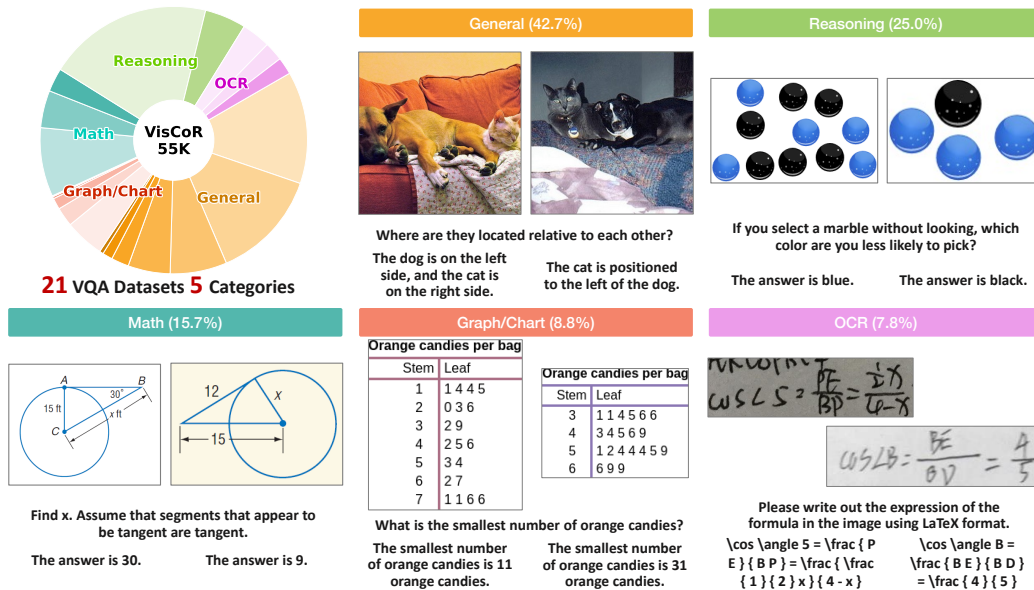 Reasoning
OCR
Math
VisCoR
55K
Graph/Chart
General
21 VQA Datasets 5 Categories
General (42.7%)
Where are they located relative to each other?
The dog is on the left
side, and the cat is
on the right side.
The cat is positioned
to the left of the dog.
Reasoning (25.0%)
If you select a marble without looking, which
color are you less likely to pick?
The answer is blue.
The answer is black.
Math (15.7%)
A
B
30°
15 ft
x ft
C
12
x
15
Find x. Assume that segments that appear to
be tangent are tangent.
The answer is 30.
The answer is 9.
Graph/Chart (8.8%)
Orange candies per bag
Stem Leaf
1 1 4 4 5
2 0 3 6
3 2 9
4 2 5 6
5 3 4
6 2 7
7 1 1 6 6
Orange candies per bag
Stem Leaf
3 1 1 4 5 6 6
4 3 4 5 6 9
5 1 2 4 4 4 5 9
6 6 9 9
What is the smallest number of orange candies?
The smallest number
of orange candies is 11
orange candies.
The smallest number
of orange candies is 31
orange candies.
OCR (7.8%)
cos∠5 = PE/BP = ½x/4-x
cos∠B = BE/BD = 4/5
Please write out the expression of the
formula in the image using LaTeX format.
\cos \angle 5 = \frac { P
E } { B P } = \frac { \frac
{ 1 } { 2 } x } { 4 - x }
\cos \angle B =
\frac { B E } { B D }
= \frac { 4 } { 5 }